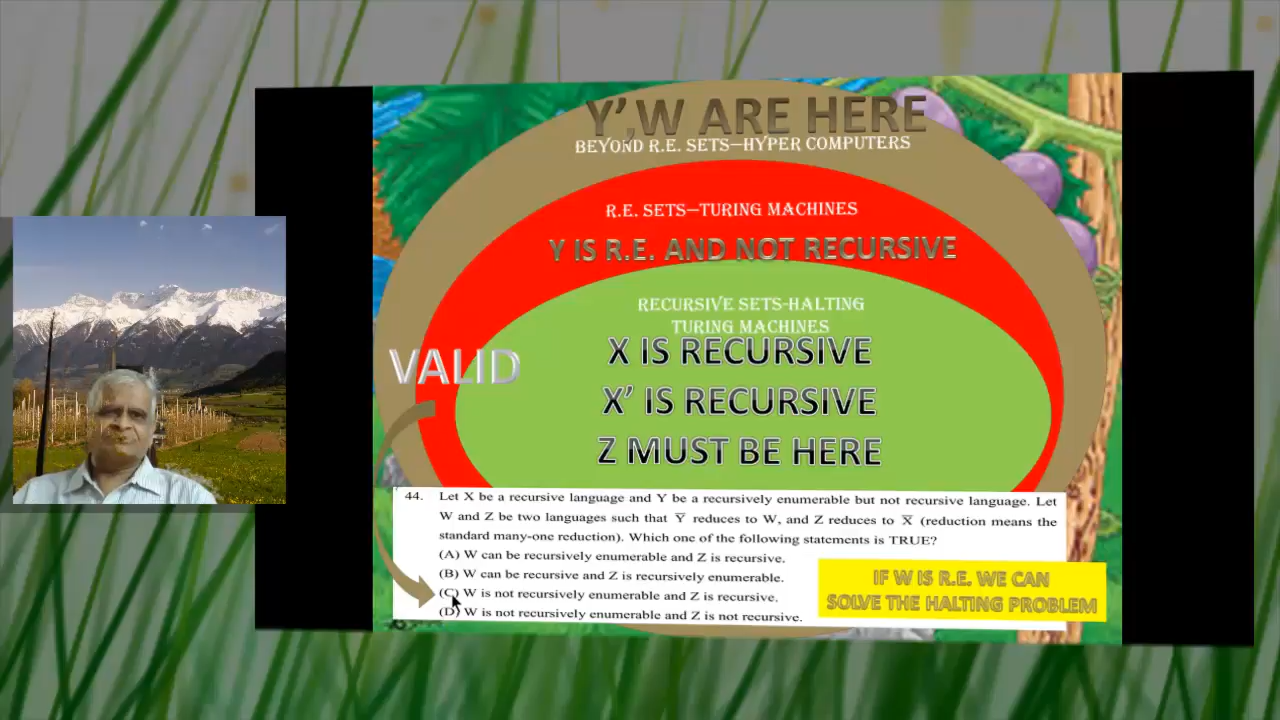 Y’,W ARE HERE
BEYOND R.E. SETS–HYPER COMPUTERS
R.E. SETS–TURING MACHINES
Y IS R.E. AND NOT RECURSIVE
RECURSIVE SETS-HALTING
TURING MACHINES
X IS RECURSIVE
X’ IS RECURSIVE
Z MUST BE HERE
VALID
44. Let X be a recursive language and Y be a recursively enumerable but not recursive language. Let
W and Z be two languages such that Y̅ reduces to W, and Z reduces to X̅ (reduction means the
standard many-one reduction). Which one of the following statements is TRUE?
(A) W can be recursively enumerable and Z is recursive.
(B) W can be recursive and Z is recursively enumerable.
(C) W is not recursively enumerable and Z is recursive.
(D) W is not recursively enumerable and Z is not recursive.
IF W IS R.E. WE CAN
SOLVE THE HALTING PROBLEM